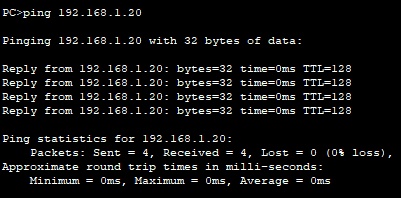 PC>ping 192.168.1.20
Pinging 192.168.1.20 with 32 bytes of data:
Reply from 192.168.1.20: bytes=32 time=0ms TTL=128
Reply from 192.168.1.20: bytes=32 time=0ms TTL=128
Reply from 192.168.1.20: bytes=32 time=0ms TTL=128
Reply from 192.168.1.20: bytes=32 time=0ms TTL=128
Ping statistics for 192.168.1.20:
    Packets: Sent = 4, Received = 4, Lost = 0 (0% loss),
Approximate round trip times in milli-seconds:
    Minimum = 0ms, Maximum = 0ms, Average = 0ms